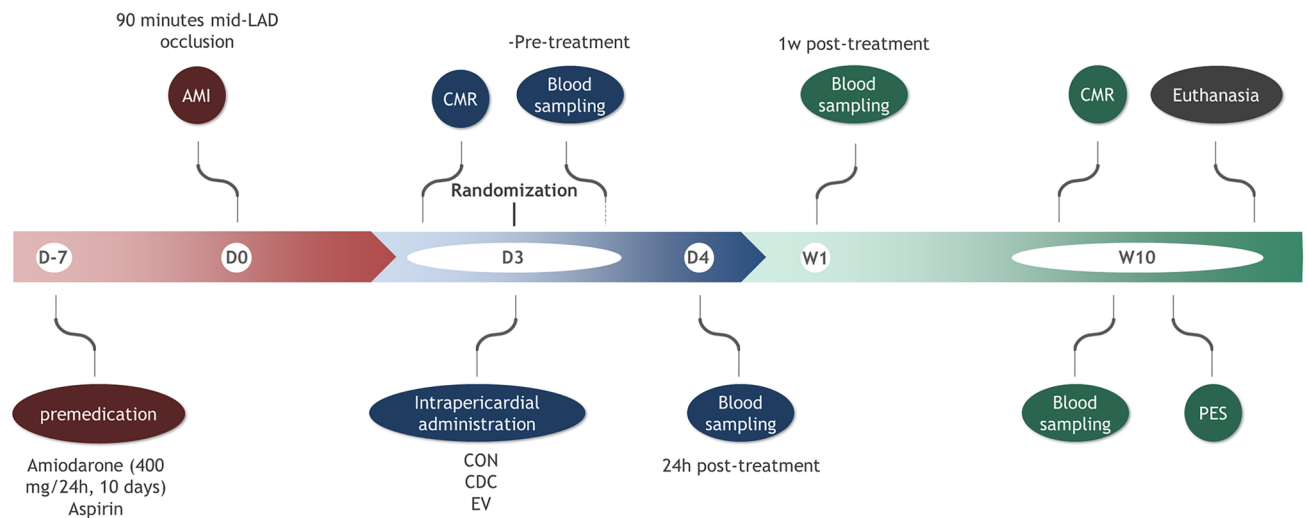 90 minutes mid-LAD
occlusion
-Pre-treatment
1w post-treatment
AMI
CMR
Blood
sampling
Blood
sampling
CMR
Euthanasia
Randomization
D-7
D0
D3
D4
W1
W10
premedication
Intrapericardial
administration
Blood
sampling
Blood
sampling
PES
Amiodarone (400
mg/24h, 10 days)
Aspirin
CON
CDC
EV
24h post-treatment